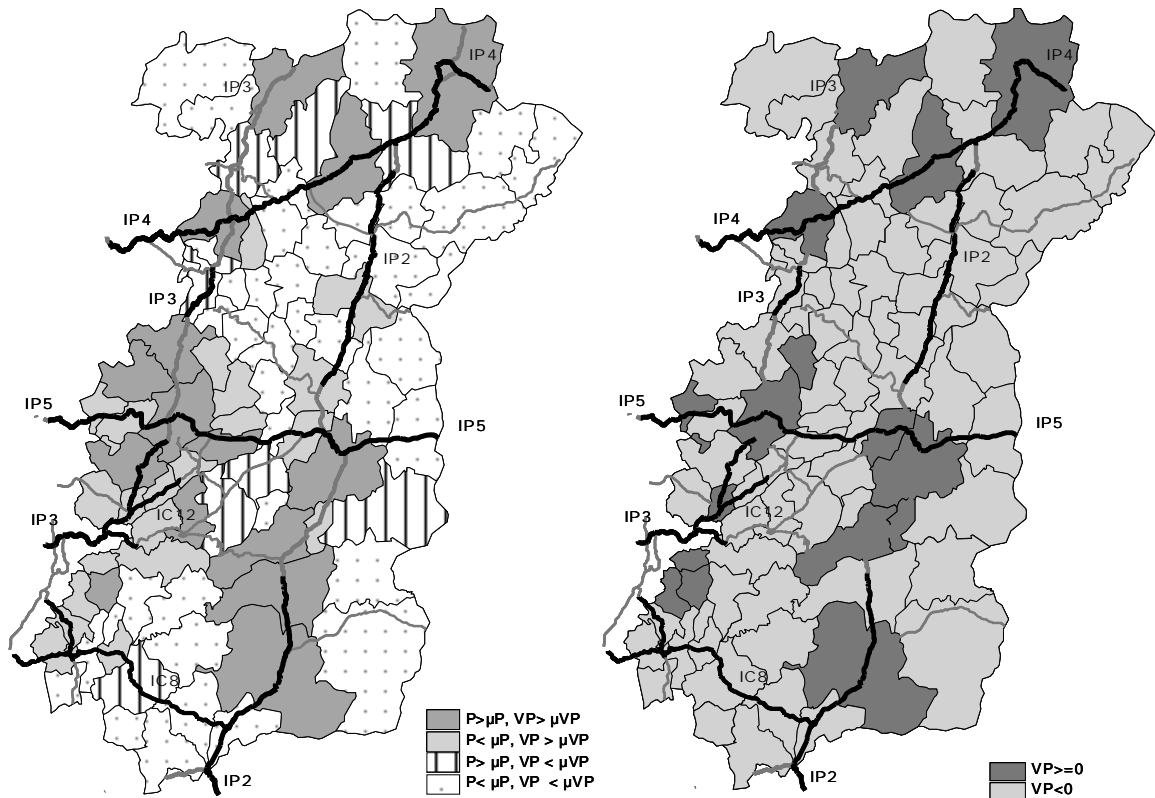 IP4
IP3
IP4
IP2
IP3
IP5
IP5
IC12
IP3
IC8
IP2
P>µP, VP> µVP
P< µP, VP > µVP
P> µP, VP < µVP
P< µP, VP < µVP
IP4
IP3
IP4
IP2
IP3
IP5
IP5
IC12
IP3
IC8
IP2
VP>=0
VP<0